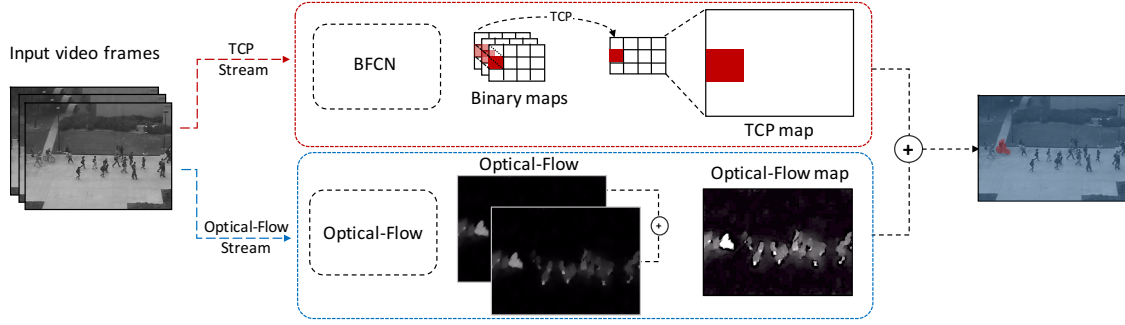 Input video frames
TCP
Stream
BFCN
TCP
Binary maps
TCP map
+
Optical-Flow
Stream
Optical-Flow
Optical-Flow
+
Optical-Flow map